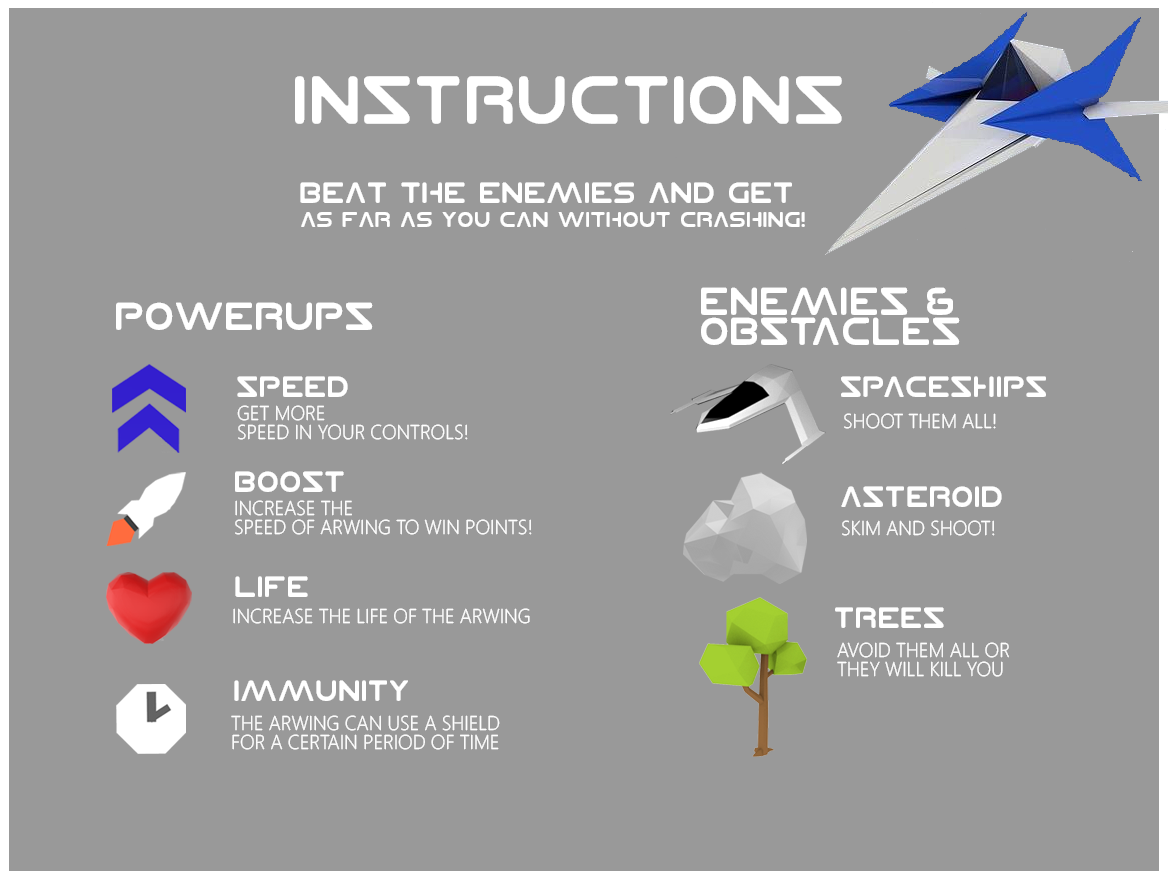 INSTRUCTIONS
BEAT THE ENEMIES AND GET
AS FAR AS YOU CAN WITHOUT CRASHING!
POWERUPS
SPEED
GET MORE
SPEED IN YOUR CONTROLS!
BOOST
INCREASE THE
SPEED OF ARWING TO WIN POINTS!
LIFE
INCREASE THE LIFE OF THE ARWING
IMMUNITY
THE ARWING CAN USE A SHIELD
FOR A CERTAIN PERIOD OF TIME
ENEMIES &
OBSTACLES
SPACESHIPS
SHOOT THEM ALL!
ASTEROID
SKIM AND SHOOT!
TREES
AVOID THEM ALL OR
THEY WILL KILL YOU